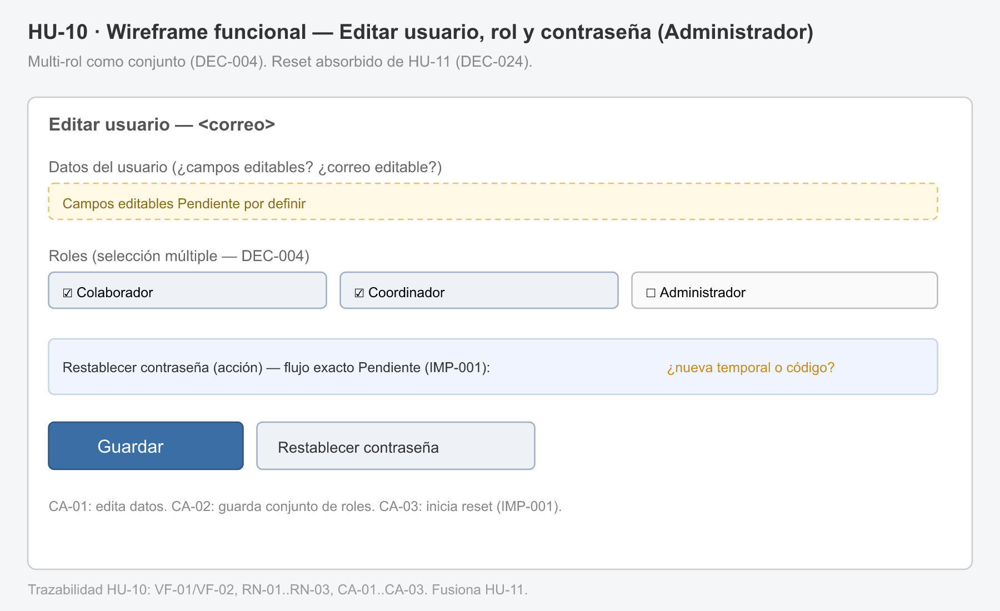 HU-10 · Wireframe funcional — Editar usuario, rol y contraseña (Administrador)
Multi-rol como conjunto (DEC-004). Reset absorbido de HU-11 (DEC-024).
Editar usuario — <correo>
Datos del usuario (¿campos editables? ¿correo editable?)
Campos editables Pendiente por definir
Roles (selección múltiple — DEC-004)
☑ Colaborador
☑ Coordinador
☐ Administrador
Restablecer contraseña (acción) — flujo exacto Pendiente (IMP-001): ¿nueva temporal o código?
Guardar
Restablecer contraseña
CA-01: edita datos. CA-02: guarda conjunto de roles. CA-03: inicia reset (IMP-001).
Trazabilidad HU-10: VF-01/VF-02, RN-01..RN-03, CA-01..CA-03. Fusiona HU-11.